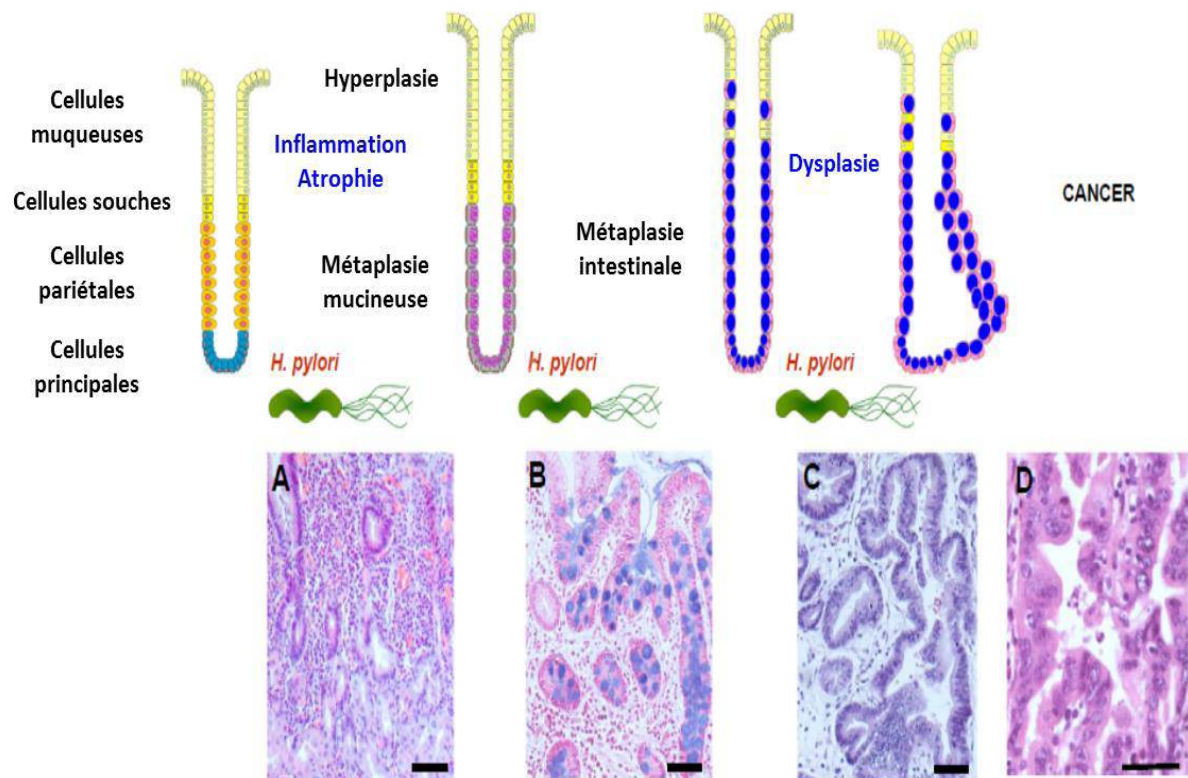 Cellules
muqueuses
Cellules souches
Cellules
pariétales
Cellules
principales
Hyperplasie
Inflammation
Atrophie
Métaplasie
mucineuse
Métaplasie
intestinale
Dysplasie
CANCER
H. pylori
H. pylori
H. pylori
A
B
C
D